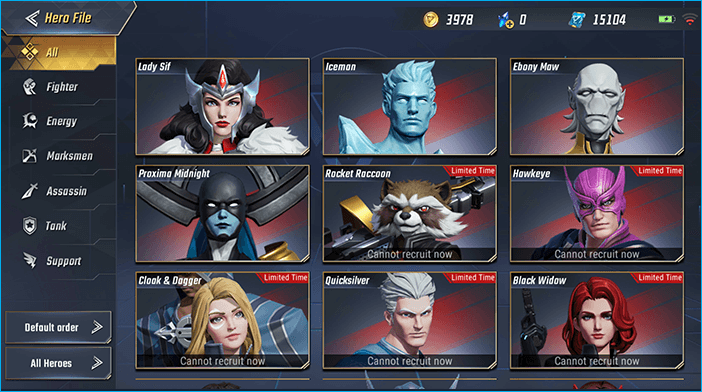 Hero File
3978
0
15104
All
Fighter
Energy
Marksmen
Assassin
Tank
Support
Default order
All Heroes
Lady Sif
Iceman
Ebony Maw
Proxima Midnight
Rocket Raccoon
Limited Time
Cannot recruit now
Hawkeye
Limited Time
Cannot recruit now
Cloak & Dagger
Limited Time
Cannot recruit now
Quicksilver
Limited Time
Cannot recruit now
Black Widow
Limited Time
Cannot recruit now